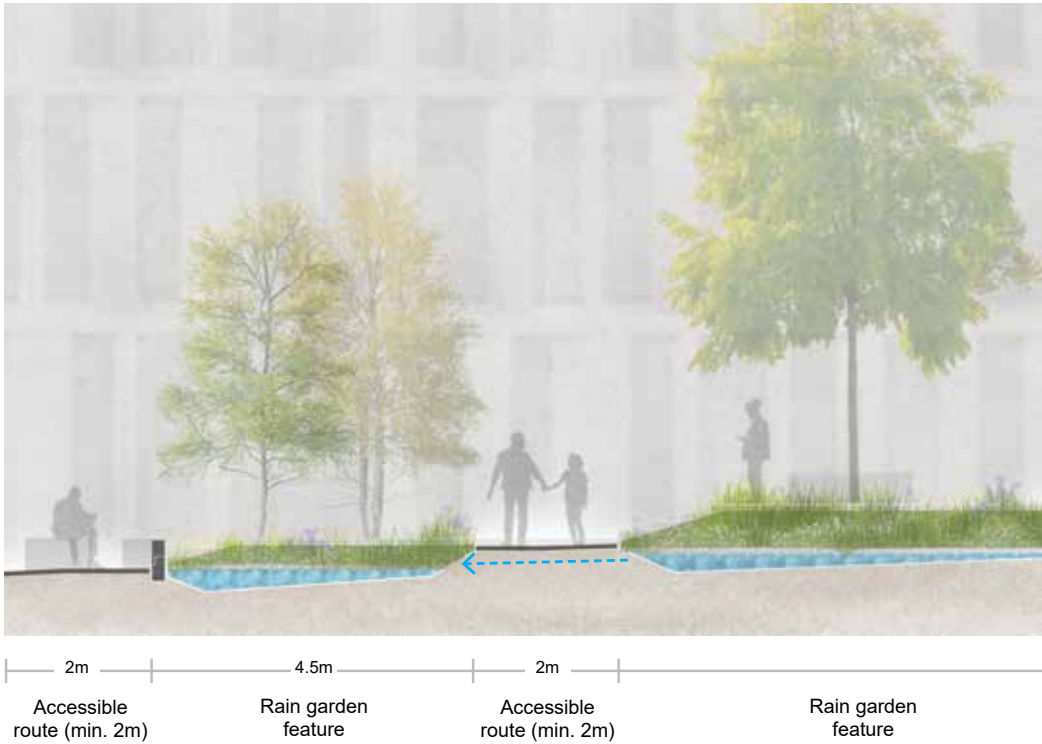 2m
4.5m
2m
Accessible
route (min. 2m)
Rain garden
feature
Accessible
route (min. 2m)
Rain garden
feature